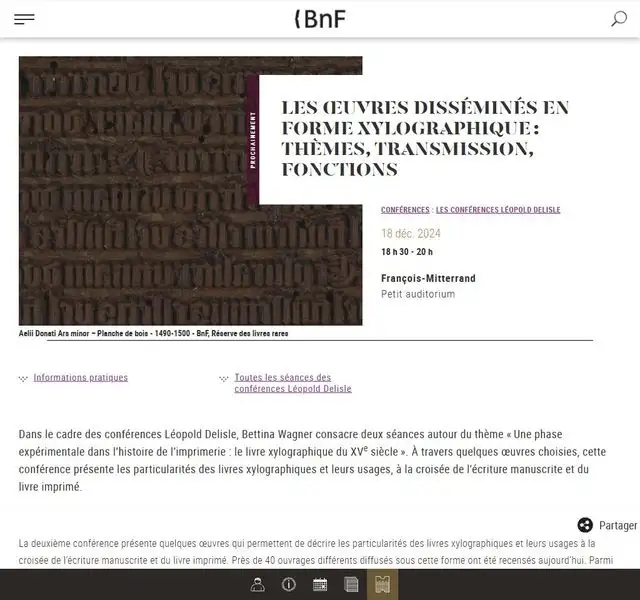 (BnF
LES ŒUVRES DISSÉMINÉS EN
FORME XYLOGRAPHIQUE :
THÈMES, TRANSMISSION,
FONCTIONS
PROCHAINEMENT
CONFÉRENCES : LES CONFÉRENCES LÉOPOLD DELISLE
18 déc. 2024
18 h 30 - 20 h
François-Mitterrand
Petit auditorium
Aelii Donati Ars minor – Planche de bois - 1490-1500 - BnF, Réserve des livres rares
Informations pratiques
Toutes les séances des
conférences Léopold Delisle
Dans le cadre des conférences Léopold Delisle, Bettina Wagner consacre deux séances autour du thème « Une phase
expérimentale dans l'histoire de l'imprimerie : le livre xylographique du XVe siècle ». À travers quelques œuvres choisies, cette
conférence présente les particularités des livres xylographiques et leurs usages, à la croisée de l'écriture manuscrite et du
livre imprimé.
Partager
La deuxième conférence présente quelques œuvres qui permettent de décrire les particularités des livres xylographiques et leurs usages à la
croisée de l'écriture manuscrite et du livre imprimé. Près de 40 ouvrages différents diffusés sous cette forme ont été recensés aujourd'hui. Parmi